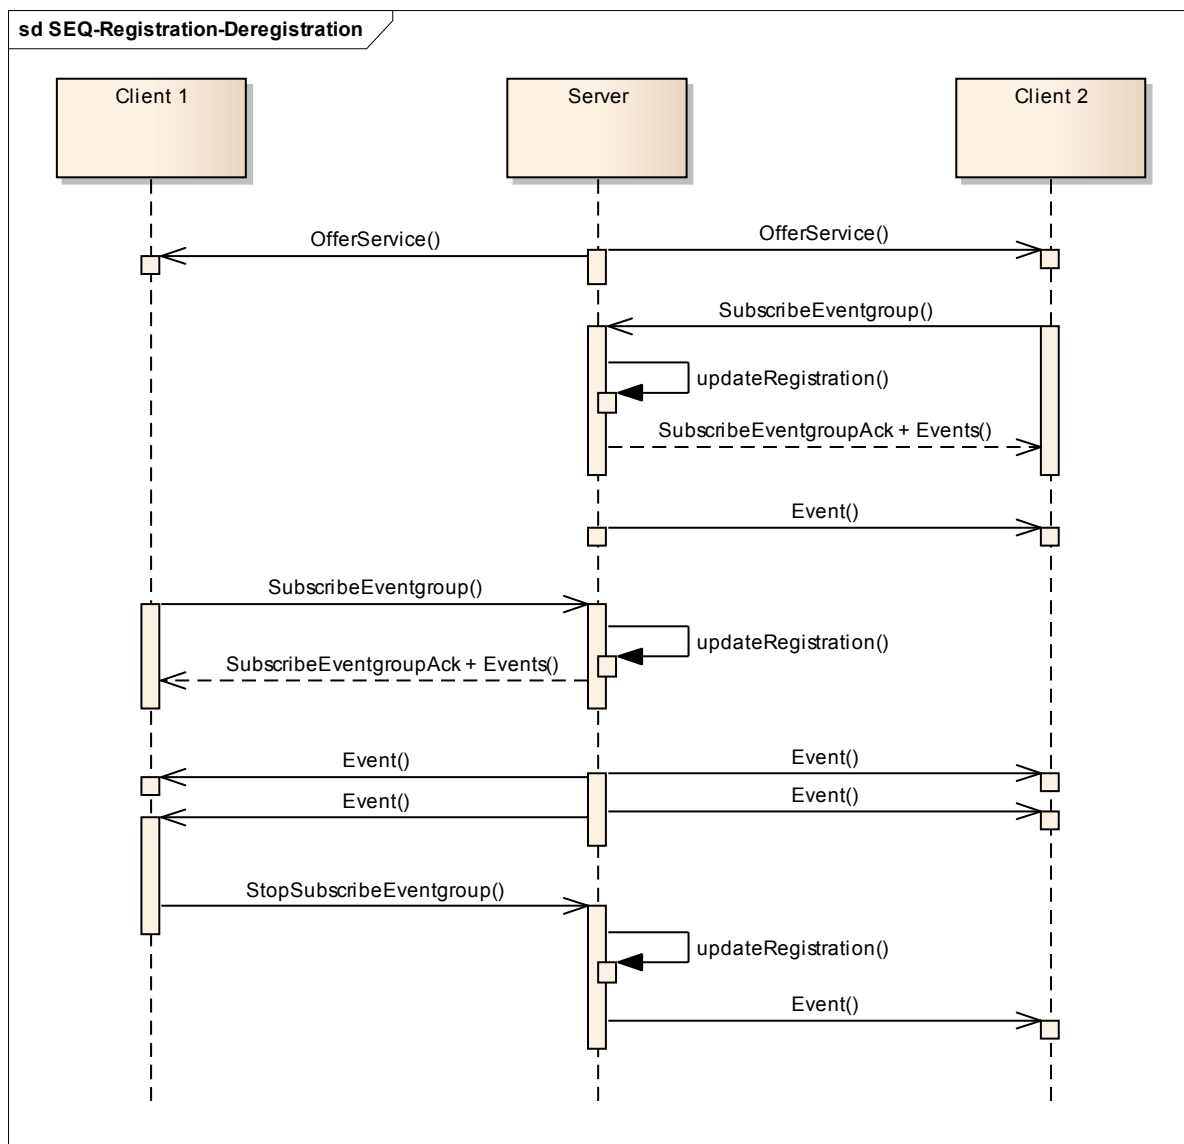 sd SEQ-Registration-Deregistration
Client 1
Server
Client 2
OfferService()
OfferService()
SubscribeEventgroup()
updateRegistration()
SubscribeEventgroupAck + Events()
Event()
SubscribeEventgroup()
updateRegistration()
SubscribeEventgroupAck + Events()
Event()
Event()
Event()
Event()
StopSubscribeEventgroup()
updateRegistration()
Event()